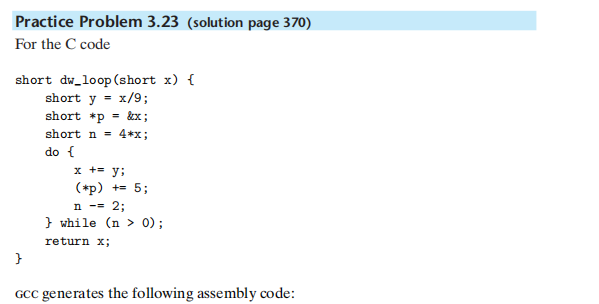 Practice Problem 3.23 (solution page 370)
For the C code
short dw_loop(short x) {
    short y = x/9;
    short *p = &x;
    short n = 4*x;
    do {
        x += y;
        (*p) += 5;
        n -= 2;
    } while (n > 0);
    return x;
}
GCC generates the following assembly code: